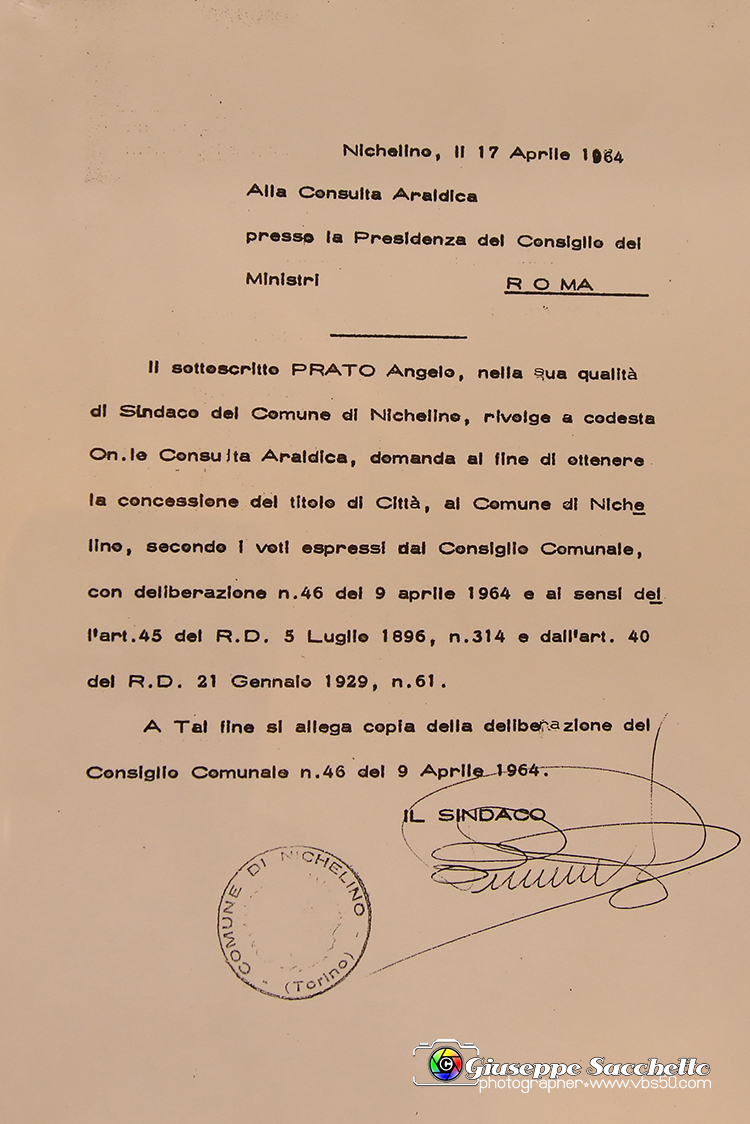 Nichelino, li 17 Aprile 1964
Alla Consulta Araldica
presso la Presidenza del Consiglio dei
Ministri ROMA
Il sottoscritto PRATO Angelo, nella sua qualità
di Sindaco del Comune di Nichelino, rivolge a codesta
On.le Consulta Araldica, domanda al fine di ottenere
la concessione del titolo di Città, al Comune di Niche
lino, secondo i voti espressi dal Consiglio Comunale,
con deliberazione n.46 del 9 aprile 1964 e ai sensi del
l'art.45 del R.D. 5 Luglio 1896, n.314 e dall'art. 40
del R.D. 21 Gennaio 1929, n.61.
A Tal fine si allega copia della deliberazione del
Consiglio Comunale n.46 del 9 Aprile 1964.
IL SINDACO
COMUNE DI NICHELINO
(Torino)
Giuseppe Sacchetto
photographer•www.vbs50.com